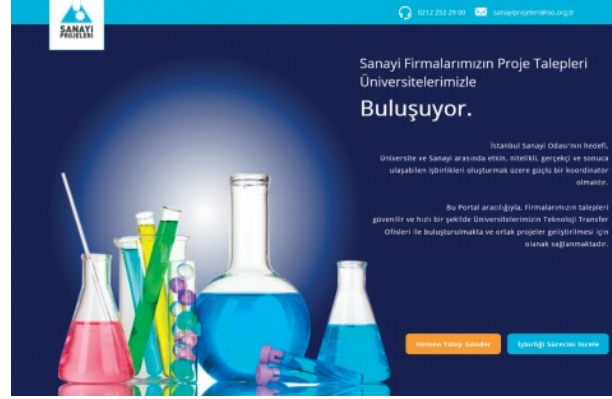 0212 252 29 00 sanayiprojeleri@iso.org.tr
SANAYİ
PROJELERİ
Sanayi Firmalarımızın Proje Talepleri
Üniversitelerimizle
Buluşuyor.
İstanbul Sanayi Odası'nın hedefi,
Üniversite ve Sanayi arasında etkin, nitelikli, gerçekçi ve sonuca
ulaşabilen işbirlikleri oluşturmak üzere güçlü bir koordinatör
olmaktır.
Bu Portal aracılığıyla, Firmalarımızın talepleri
güvenilir ve hızlı bir şekilde Üniversitelerimizin Teknoloji Transfer
Ofisleri ile buluşturulmakta ve ortak projeler geliştirilmesi için
olanak sağlanmaktadır.
Hemen Talep Gönder İşbirliği Sürecini İncele